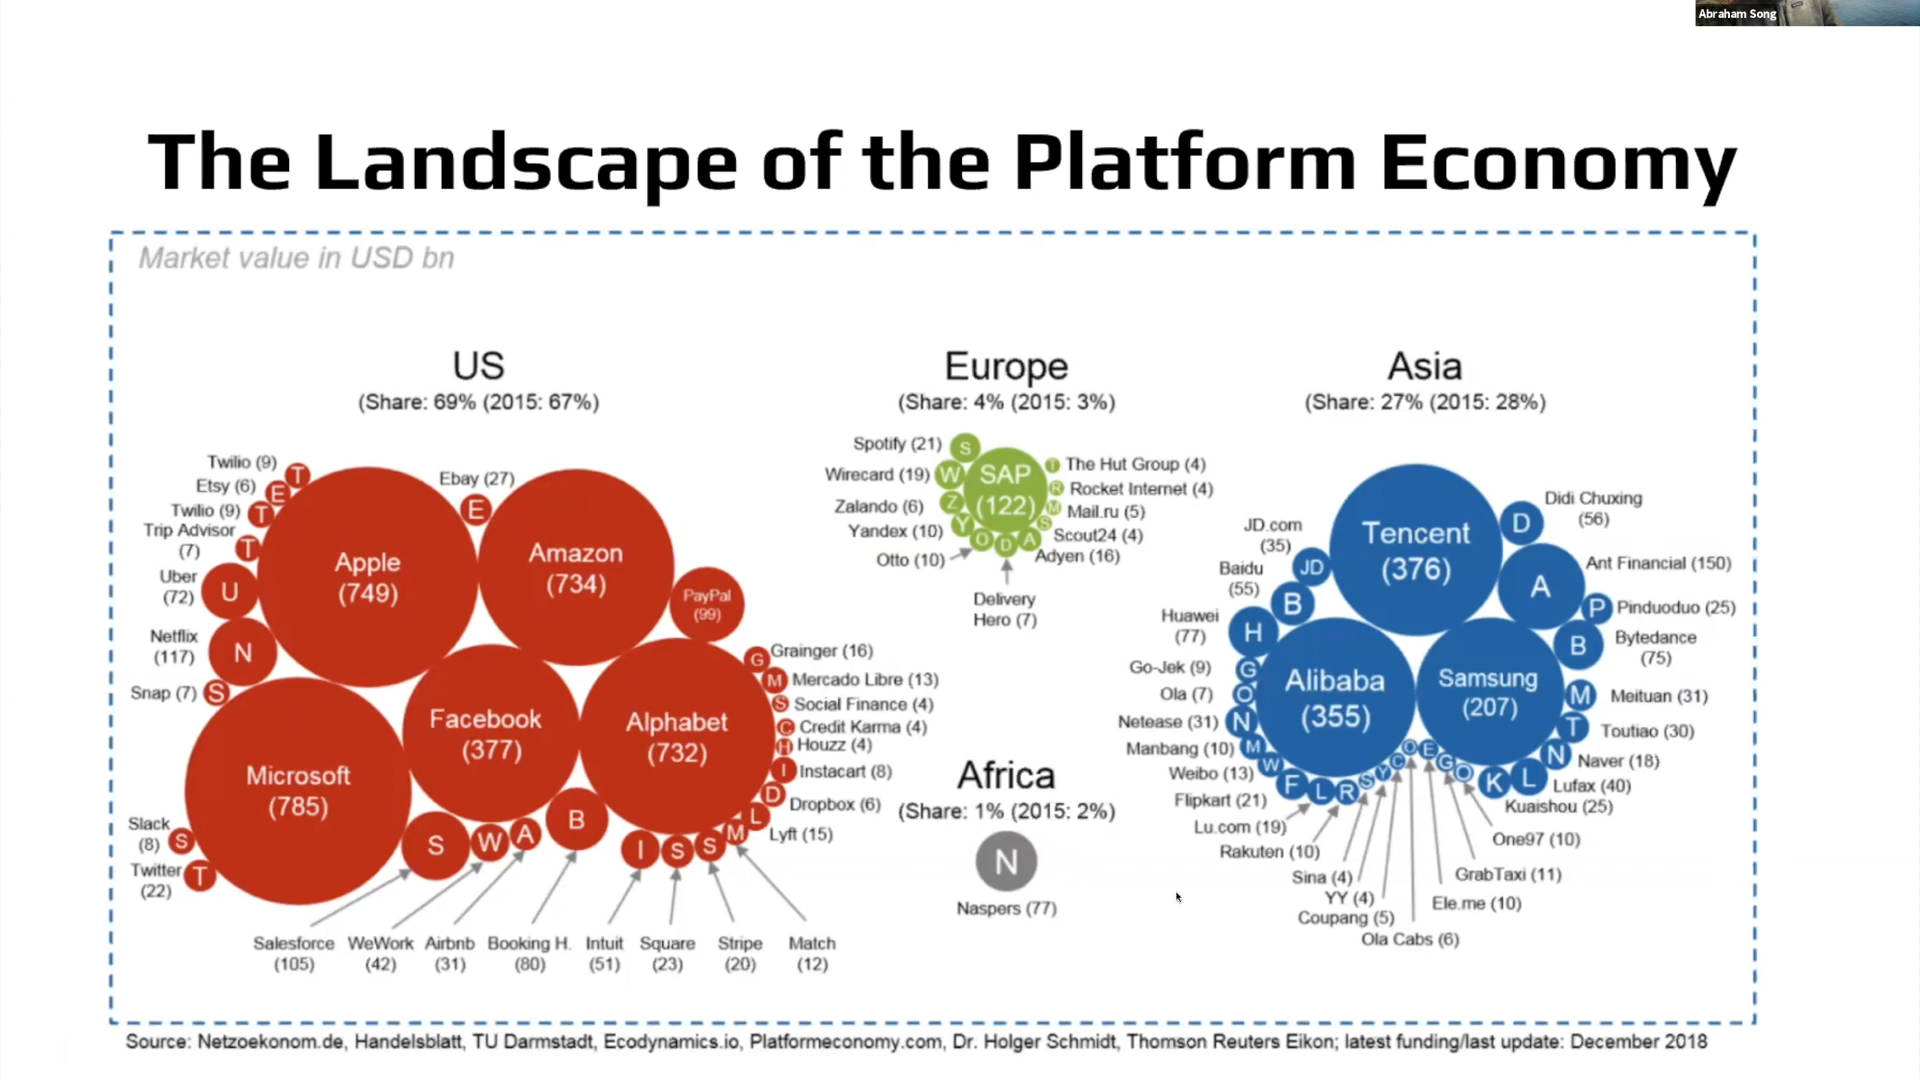 Abraham Song
The Landscape of the Platform Economy
Market value in USD bn
US
(Share: 69% (2015: 67%)
Twilio (9)
T
Etsy (6)
E
Twilio (9)
T
Trip Advisor
(7)
T
Uber
(72)
U
Netflix
(117)
N
Snap (7)
S
Apple
(749)
Ebay (27)
E
Amazon
(734)
PayPal
(99)
Microsoft
(785)
Facebook
(377)
Alphabet
(732)
G
Grainger (16)
M
Mercado Libre (13)
S
Social Finance (4)
C
Credit Karma (4)
H
Houzz (4)
I
Instacart (8)
D
Dropbox (6)
L
Lyft (15)
M
Slack
(8)
S
Twitter
(22)
T
S
W
A
B
I
S
S
Salesforce
(105)
WeWork
(42)
Airbnb
(31)
Booking H.
(80)
Intuit
(51)
Square
(23)
Stripe
(20)
Match
(12)
Europe
(Share: 4% (2015: 3%)
Spotify (21)
S
Wirecard (19)
W
Zalando (6)
Z
Yandex (10)
Y
Otto (10)
O
D
A
SAP
(122)
T
The Hut Group (4)
R
Rocket Internet (4)
M
Mail.ru (5)
S
Scout24 (4)
Adyen (16)
Delivery
Hero (7)
Africa
(Share: 1% (2015: 2%)
N
Naspers (77)
Asia
(Share: 27% (2015: 28%)
Tencent
(376)
Alibaba
(355)
Samsung
(207)
JD.com
(35)
JD
Baidu
(55)
B
Huawei
(77)
H
Go-Jek (9)
G
Ola (7)
O
Netease (31)
N
Manbang (10)
M
Weibo (13)
W
Flipkart (21)
F
Lu.com (19)
L
Rakuten (10)
R
Sina (4)
S
YY (4)
Y
Coupang (5)
C
Ola Cabs (6)
O
Ele.me (10)
E
GrabTaxi (11)
G
One97 (10)
O
Kuaishou (25)
K
Lufax (40)
L
Naver (18)
N
Toutiao (30)
T
Meituan (31)
M
Bytedance
(75)
B
Pinduoduo (25)
P
Ant Financial (150)
A
Didi Chuxing
(56)
D
Source: Netzoekonom.de, Handelsblatt, TU Darmstadt, Ecodynamics.io, Platformeconomy.com, Dr. Holger Schmidt, Thomson Reuters Eikon; latest funding/last update: December 2018